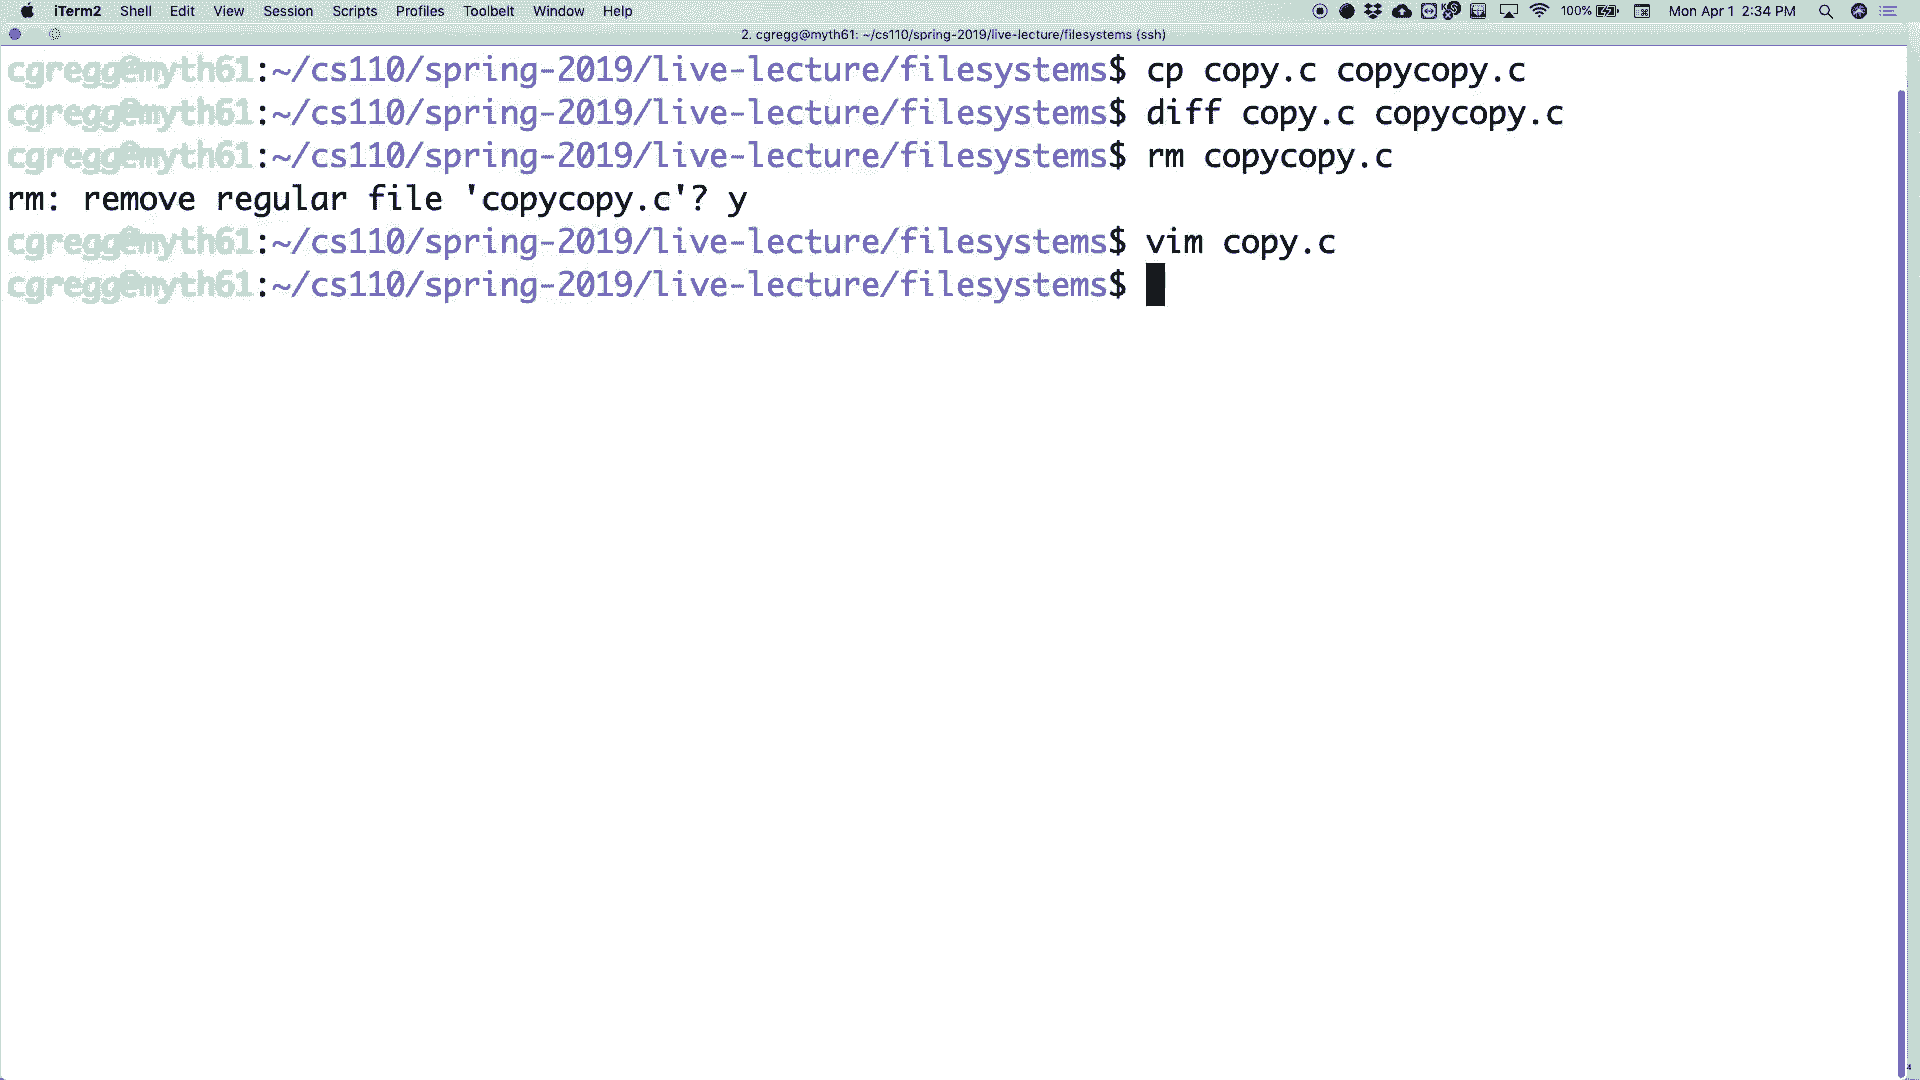 iTerm2 Shell Edit View Session Scripts Profiles Toolbelt Window Help 100% Mon Apr 1 2:34 PM
2. cgregg@myth61: ~/cs110/spring-2019/live-lecture/filesystems (ssh)
cgregg@myth61:~/cs110/spring-2019/live-lecture/filesystems$ cp copy.c copycopy.c
cgregg@myth61:~/cs110/spring-2019/live-lecture/filesystems$ diff copy.c copycopy.c
cgregg@myth61:~/cs110/spring-2019/live-lecture/filesystems$ rm copycopy.c
rm: remove regular file 'copycopy.c'? y
cgregg@myth61:~/cs110/spring-2019/live-lecture/filesystems$ vim copy.c
cgregg@myth61:~/cs110/spring-2019/live-lecture/filesystems$
4